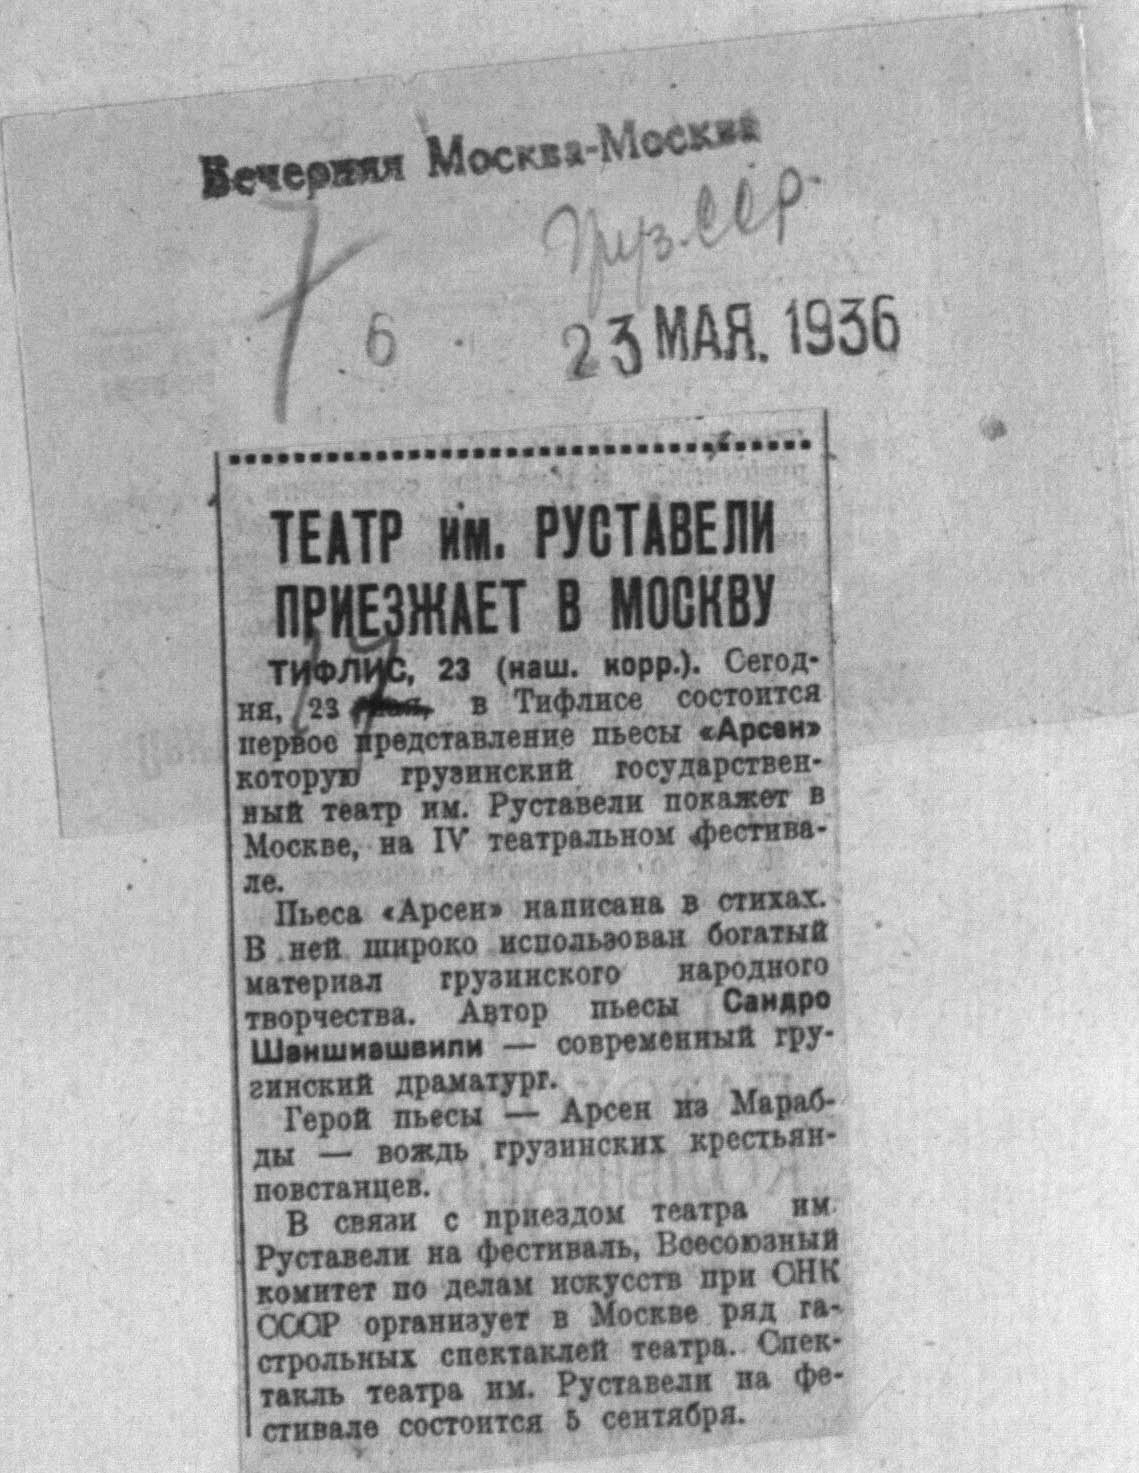 Вечерняя Москва-Москва
Груз.ССР.
7
6
23 МАЯ. 1936
ТЕАТР им. РУСТАВЕЛИ
ПРИЕЗЖАЕТ В МОСКВУ
ТИФЛИС, 23 (наш. корр.). Сегод-
ня, 23 мая, в Тифлисе состоится
первое представление пьесы «Арсен»
которую грузинский государствен-
ный театр им. Руставели покажет в
Москве, на IV театральном фестива-
ле.
Пьеса «Арсен» написана в стихах.
В ней широко использован богатый
материал грузинского народного
творчества. Автор пьесы Сандро
Шаншиашвили — современный гру-
зинский драматург.
Герой пьесы — Арсен из Мараб-
ды — вождь грузинских крестьян-
повстанцев.
В связи с приездом театра им.
Руставели на фестиваль, Всесоюзный
комитет по делам искусств при СНК
СССР организует в Москве ряд га-
строльных спектаклей театра. Спек-
такль театра им. Руставели на фе-
стивале состоится 5 сентября.